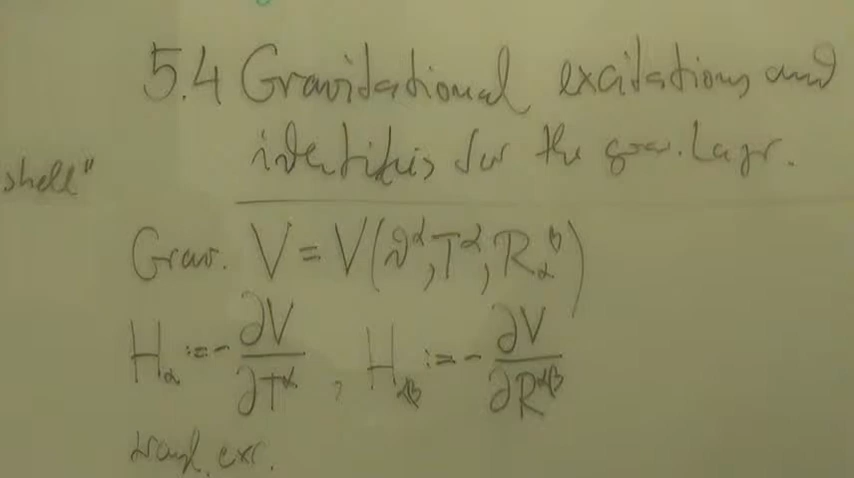 5.4 Gravitational excitations and
identities for the grav. Lagr.
shell"
Grav. V = V(ϑ^α, T^α, R_α^β)
H_α := - ∂V/∂T^α , H_αβ := - ∂V/∂R^αβ
transl. exc.